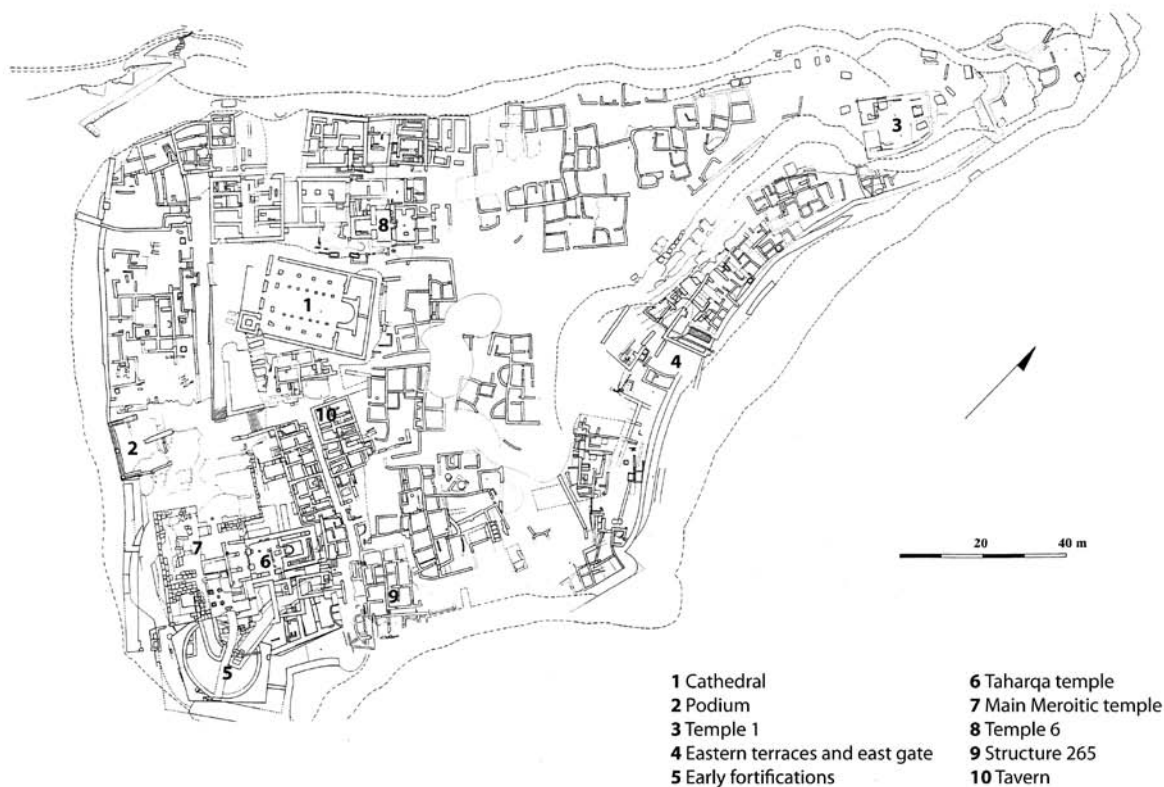 3
8
1
4
10
2
20 40 m
7
6
9
5
1 Cathedral
2 Podium
3 Temple 1
4 Eastern terraces and east gate
5 Early fortifications
6 Taharqa temple
7 Main Meroitic temple
8 Temple 6
9 Structure 265
10 Tavern